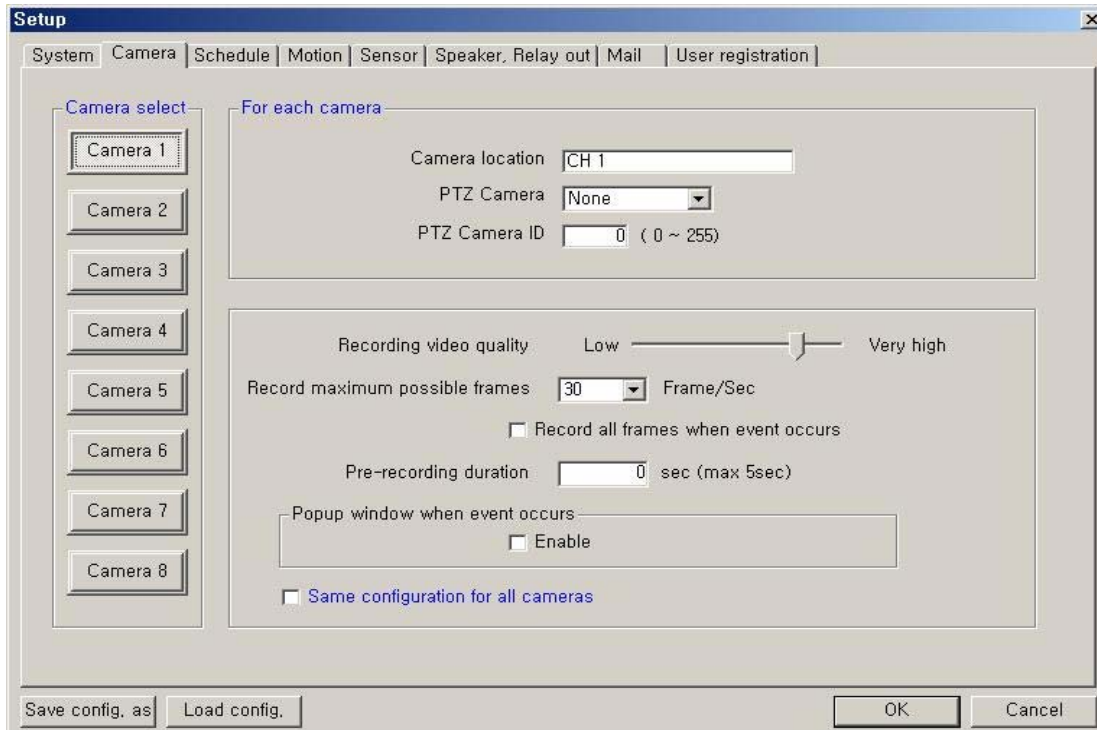 Setup
System Camera Schedule Motion Sensor Speaker, Relay out Mail User registration
Camera select
Camera 1
Camera 2
Camera 3
Camera 4
Camera 5
Camera 6
Camera 7
Camera 8
For each camera
Camera location CH 1
PTZ Camera None
PTZ Camera ID 0 ( 0 ~ 255)
Recording video quality Low Very high
Record maximum possible frames 30 Frame/Sec
Record all frames when event occurs
Pre-recording duration 0 sec (max 5sec)
Popup window when event occurs
Enable
Same configuration for all cameras
Save config, as Load config, OK Cancel